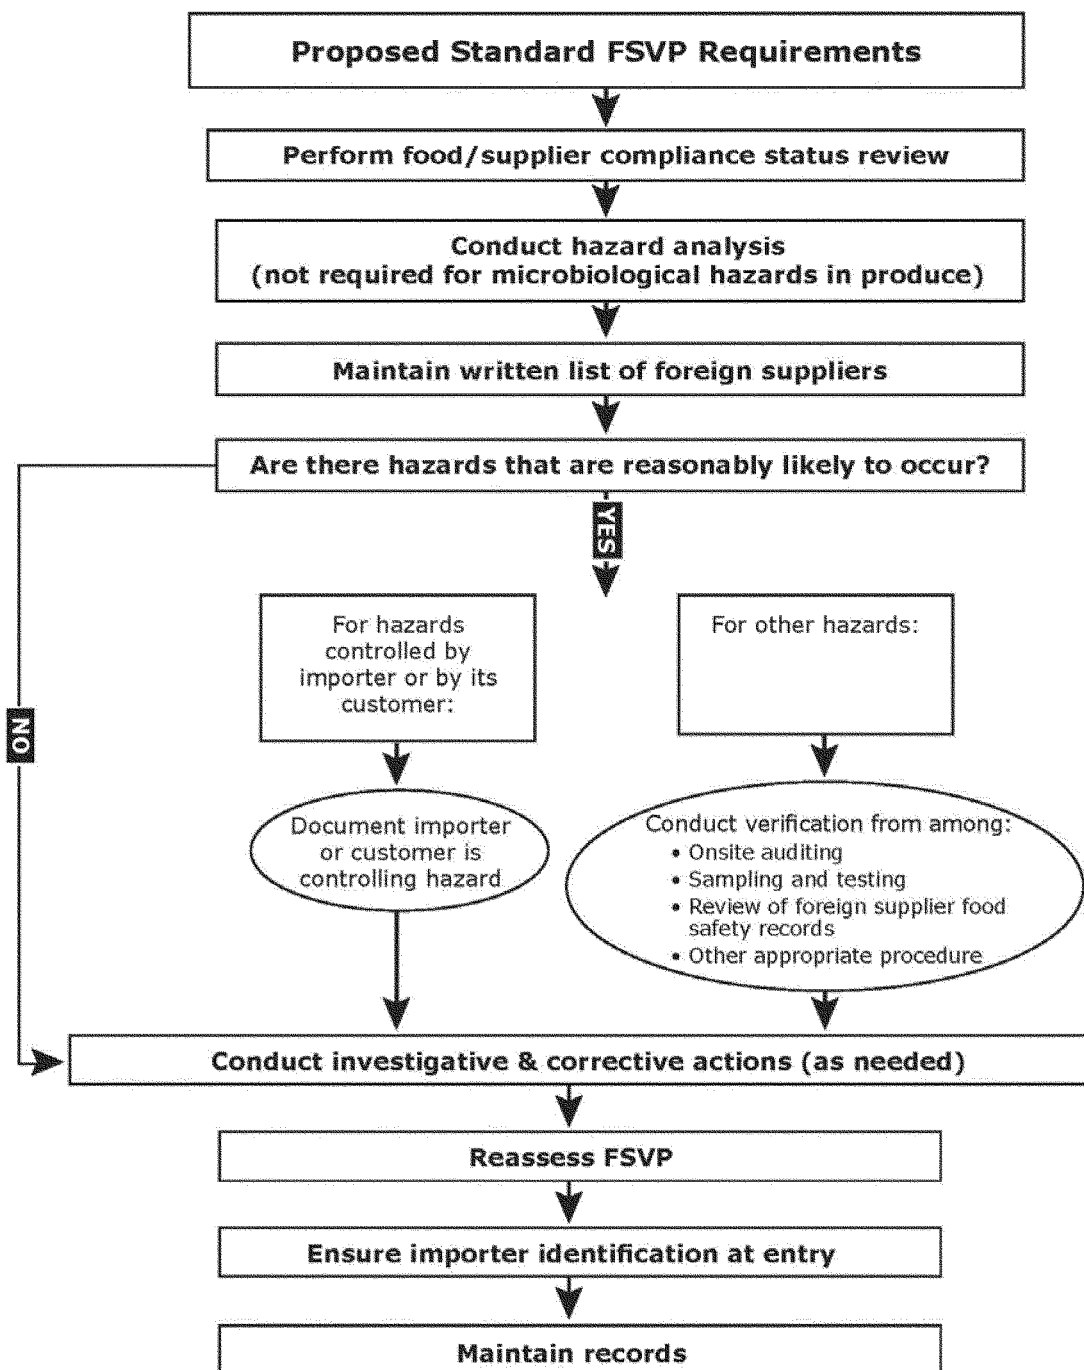 Proposed Standard FSVP Requirements
Perform food/supplier compliance status review
Conduct hazard analysis
(not required for microbiological hazards in produce)
Maintain written list of foreign suppliers
Are there hazards that are reasonably likely to occur?
YES
For hazards
controlled by
importer or by its
customer:
For other hazards:
NO
Document importer
or customer is
controlling hazard
Conduct verification from among:
• Onsite auditing
• Sampling and testing
• Review of foreign supplier food
safety records
• Other appropriate procedure
Conduct investigative & corrective actions (as needed)
Reassess FSVP
Ensure importer identification at entry
Maintain records